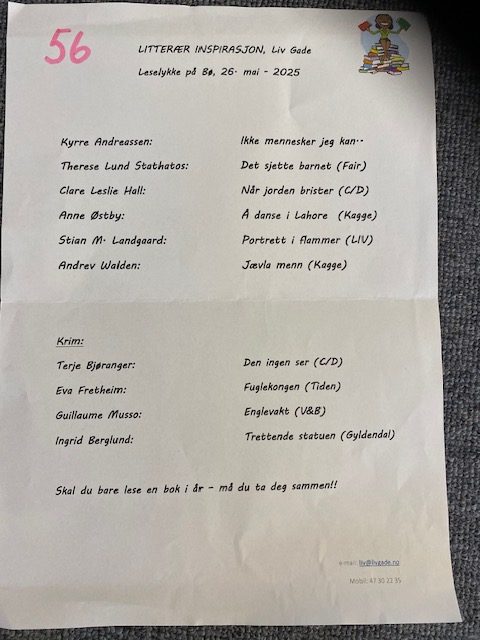 56
LITTERÆR INSPIRASJON, Liv Gade
Leselykke på Bø, 26. mai - 2025
Kyrre Andreassen: Ikke mennesker jeg kan..
Therese Lund Stathatos: Det sjette barnet (Fair)
Clare Leslie Hall: Når jorden brister (C/D)
Anne Østby: Å danse i Lahore (Kagge)
Stian M. Landgaard: Portrett i flammer (LIV)
Andrev Walden: Jævla menn (Kagge)
Krim:
Terje Bjøranger: Den ingen ser (C/D)
Eva Fretheim: Fuglekongen (Tiden)
Guillaume Musso: Englevakt (V&B)
Ingrid Berglund: Trettende statuen (Gyldendal)
Skal du bare lese en bok i år - må du ta deg sammen!!
e-mail: liv@livgade.no
Mobil: 47 30 23 35